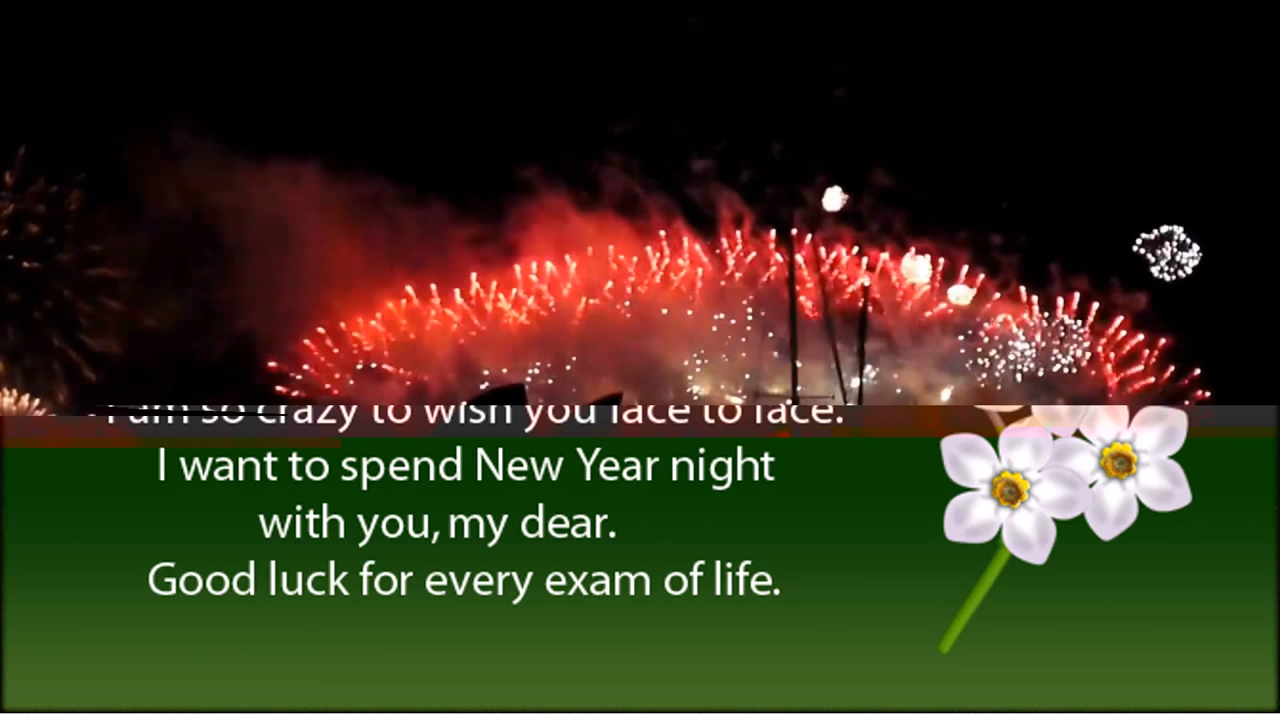 I am so crazy to wish you face to face.
I want to spend New Year night
with you, my dear.
Good luck for every exam of life.